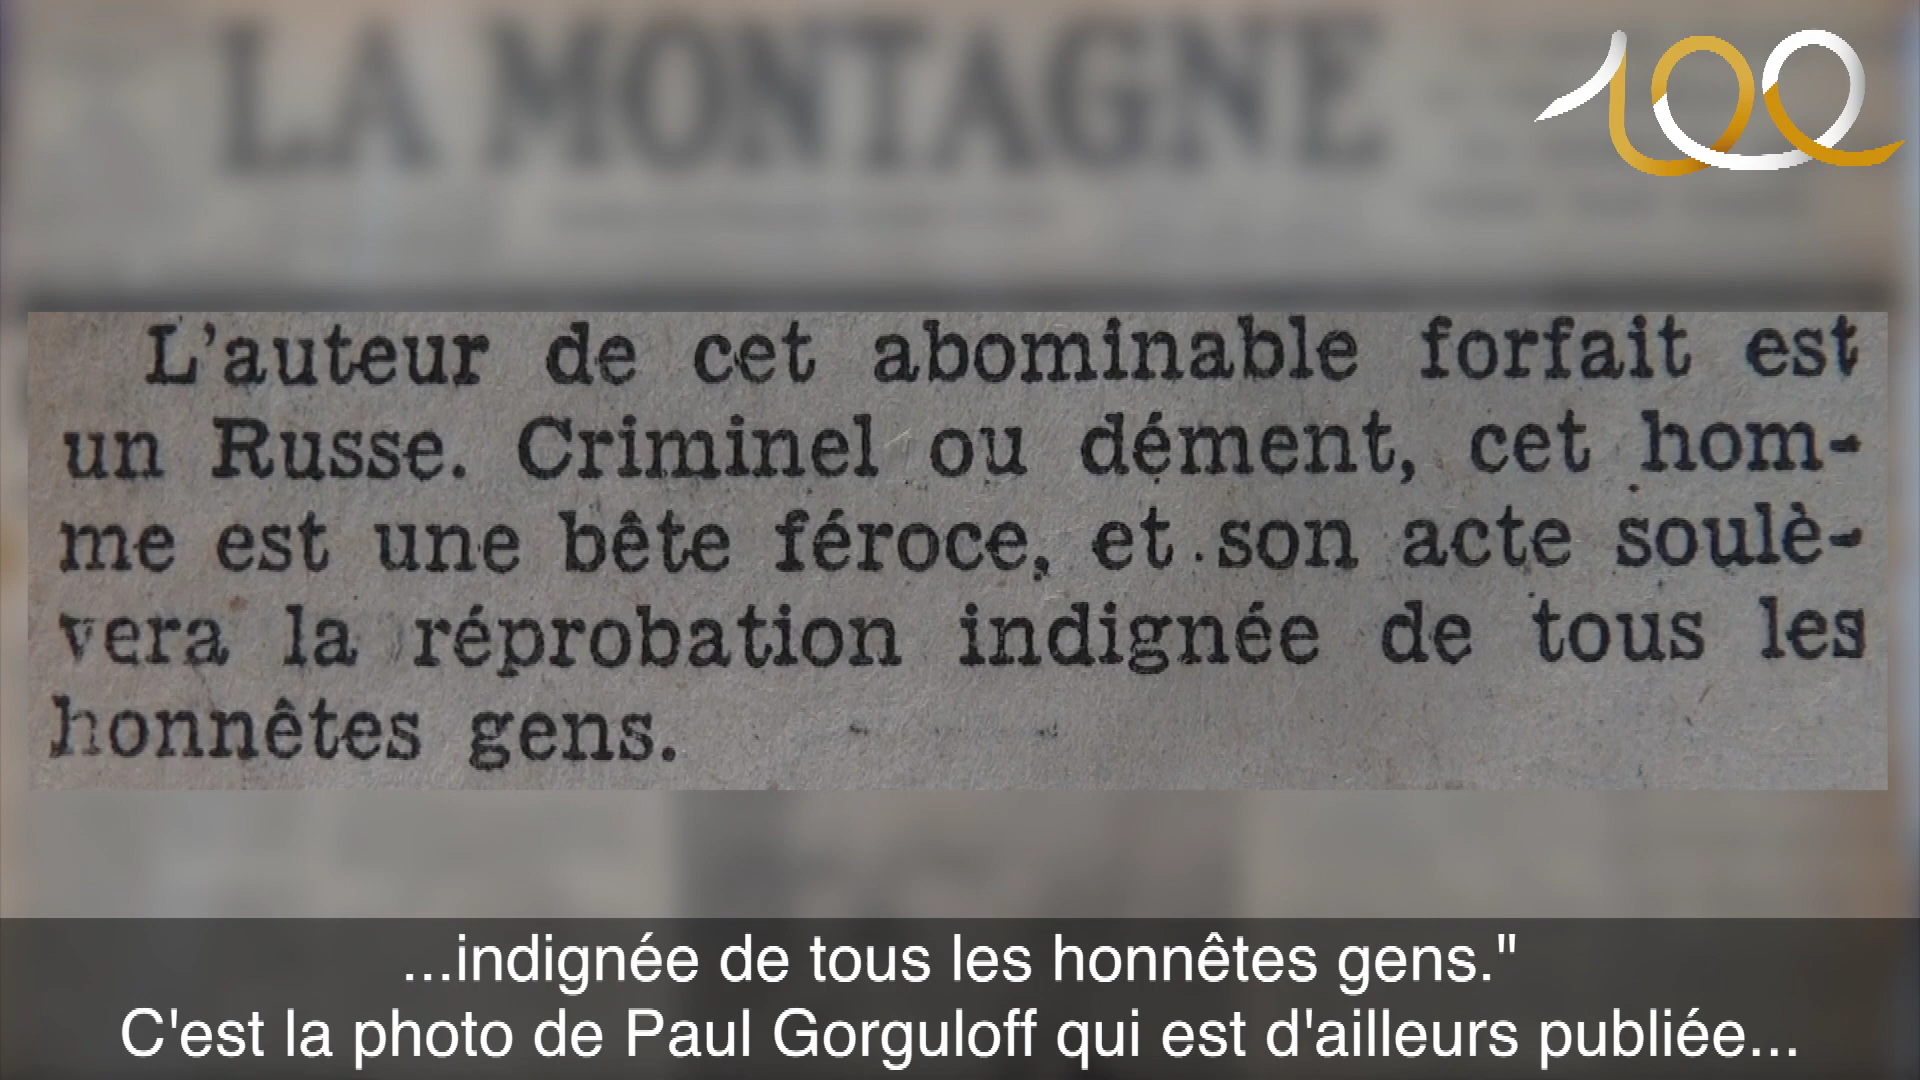 LA MONTAGNE
100
L'auteur de cet abominable forfait est
un Russe. Criminel ou dément, cet hom-
me est une bête féroce, et son acte soulè-
vera la réprobation indignée de tous les
honnêtes gens.
...indignée de tous les honnêtes gens."
C'est la photo de Paul Gorguloff qui est d'ailleurs publiée...